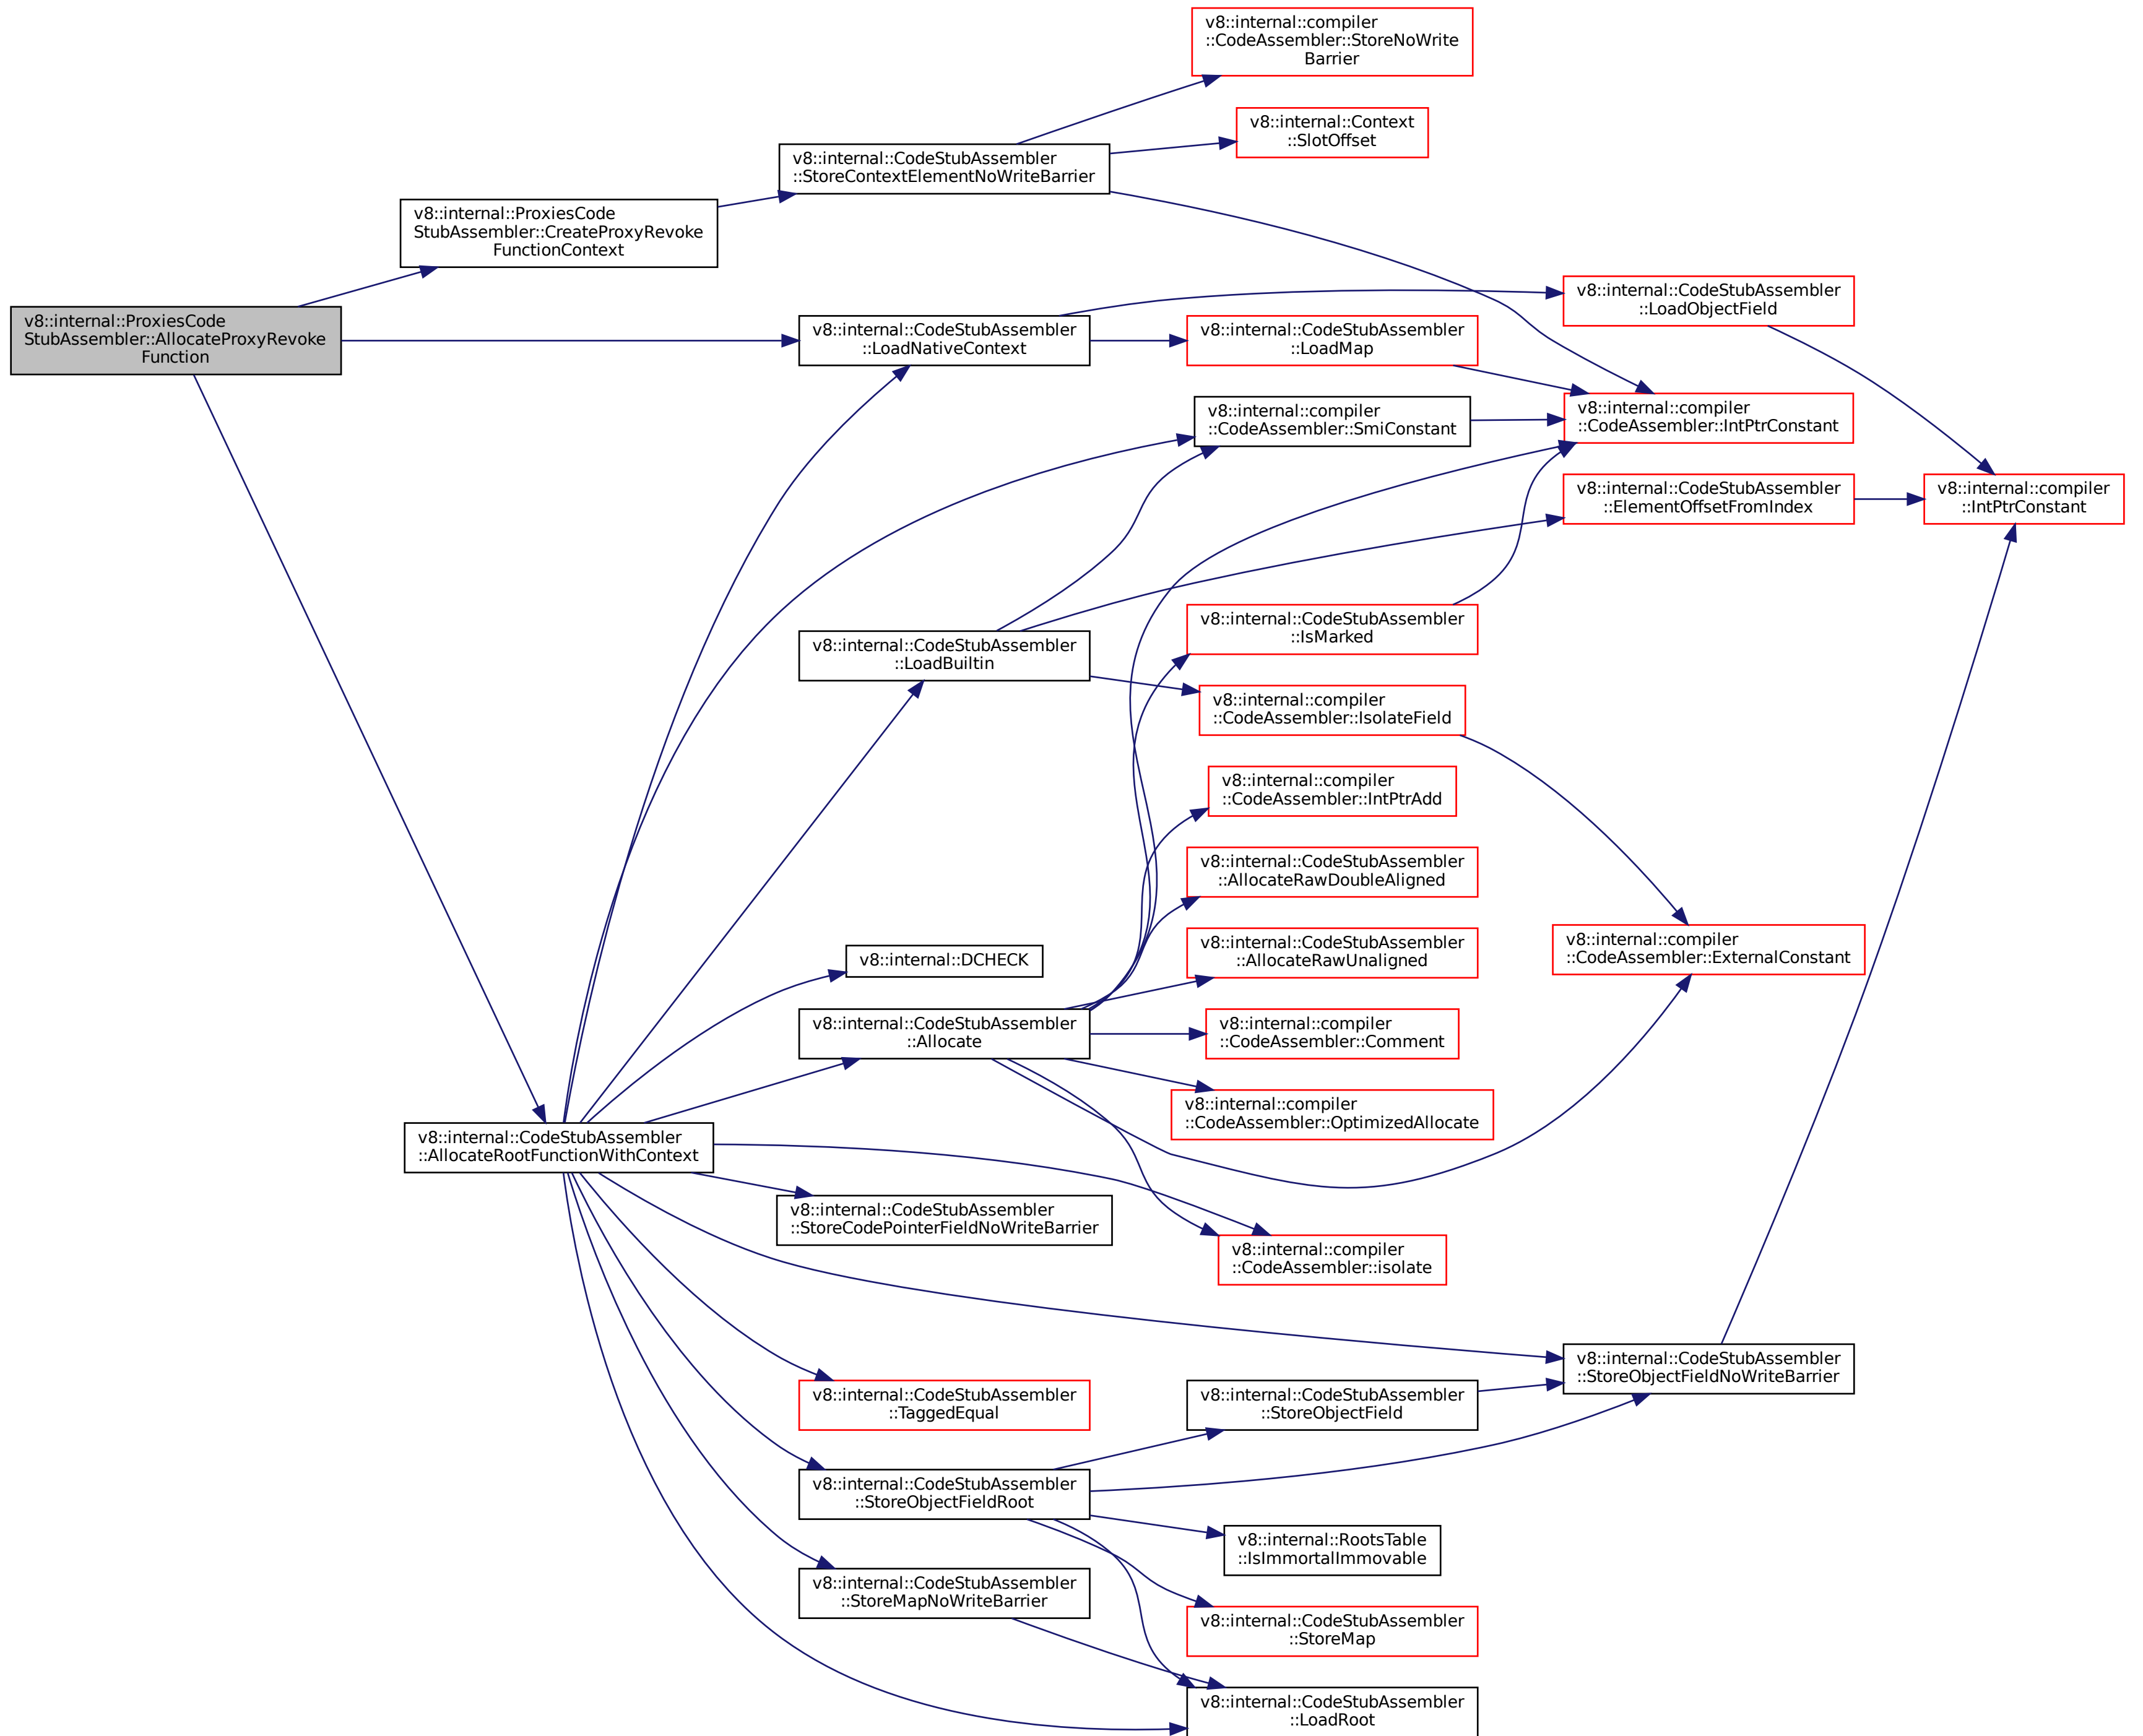 v8::internal::compiler
::CodeAssembler::StoreNoWrite
Barrier
v8::internal::Context
::SlotOffset
v8::internal::CodeStubAssembler
::StoreContextElementNoWriteBarrier
v8::internal::ProxiesCode
StubAssembler::CreateProxyRevoke
FunctionContext
v8::internal::CodeStubAssembler
::LoadObjectField
v8::internal::ProxiesCode
StubAssembler::AllocateProxyRevoke
Function
v8::internal::CodeStubAssembler
::LoadNativeContext
v8::internal::CodeStubAssembler
::LoadMap
v8::internal::compiler
::CodeAssembler::SmiConstant
v8::internal::compiler
::CodeAssembler::IntPtrConstant
v8::internal::CodeStubAssembler
::ElementOffsetFromIndex
v8::internal::compiler
::IntPtrConstant
v8::internal::CodeStubAssembler
::IsMarked
v8::internal::CodeStubAssembler
::LoadBuiltin
v8::internal::compiler
::CodeAssembler::IsolateField
v8::internal::compiler
::CodeAssembler::IntPtrAdd
v8::internal::CodeStubAssembler
::AllocateRawDoubleAligned
v8::internal::CodeStubAssembler
::AllocateRawUnaligned
v8::internal::compiler
::CodeAssembler::ExternalConstant
v8::internal::DCHECK
v8::internal::CodeStubAssembler
::Allocate
v8::internal::compiler
::CodeAssembler::Comment
v8::internal::compiler
::CodeAssembler::OptimizedAllocate
v8::internal::CodeStubAssembler
::AllocateRootFunctionWithContext
v8::internal::CodeStubAssembler
::StoreCodePointerFieldNoWriteBarrier
v8::internal::compiler
::CodeAssembler::isolate
v8::internal::CodeStubAssembler
::StoreObjectFieldNoWriteBarrier
v8::internal::CodeStubAssembler
::TaggedEqual
v8::internal::CodeStubAssembler
::StoreObjectField
v8::internal::CodeStubAssembler
::StoreObjectFieldRoot
v8::internal::RootsTable
::IsImmortalImmovable
v8::internal::CodeStubAssembler
::StoreMapNoWriteBarrier
v8::internal::CodeStubAssembler
::StoreMap
v8::internal::CodeStubAssembler
::LoadRoot